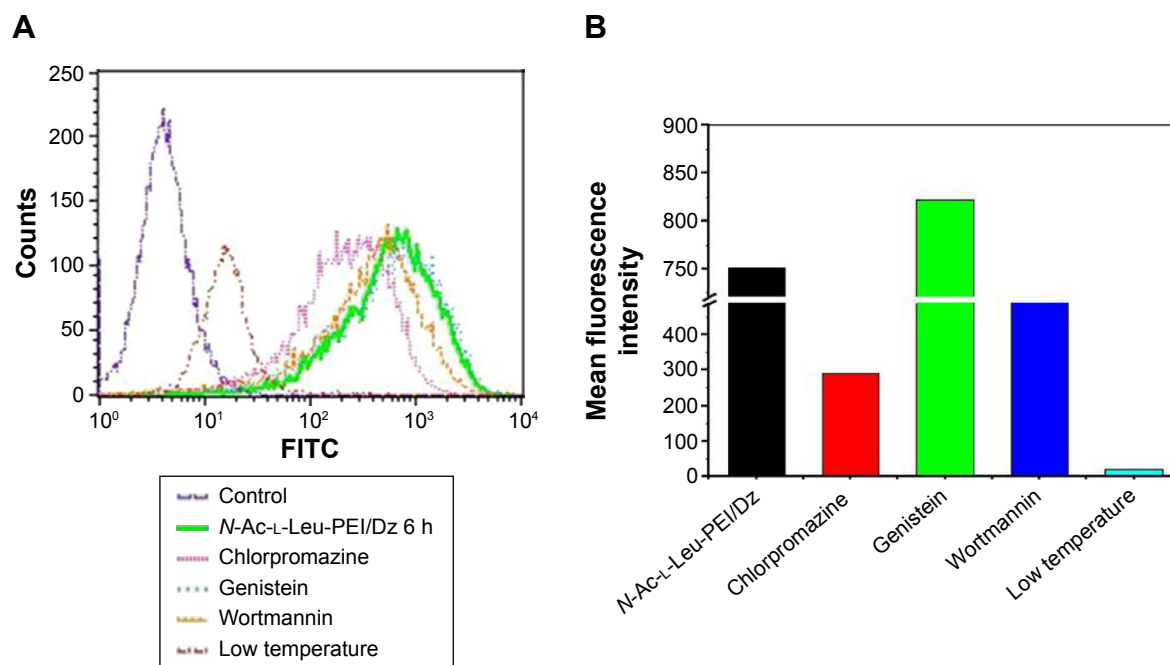 A
250
200
150
100
50
0
Counts
10⁰ 10¹ 10² 10³ 10⁴
FITC
Control
N-Ac-L-Leu-PEI/Dz 6 h
Chlorpromazine
Genistein
Wortmannin
Low temperature
B
900
850
800
750
400
300
200
100
0
Mean fluorescence
intensity
N-Ac-L-Leu-PEI/Dz
Chlorpromazine
Genistein
Wortmannin
Low temperature